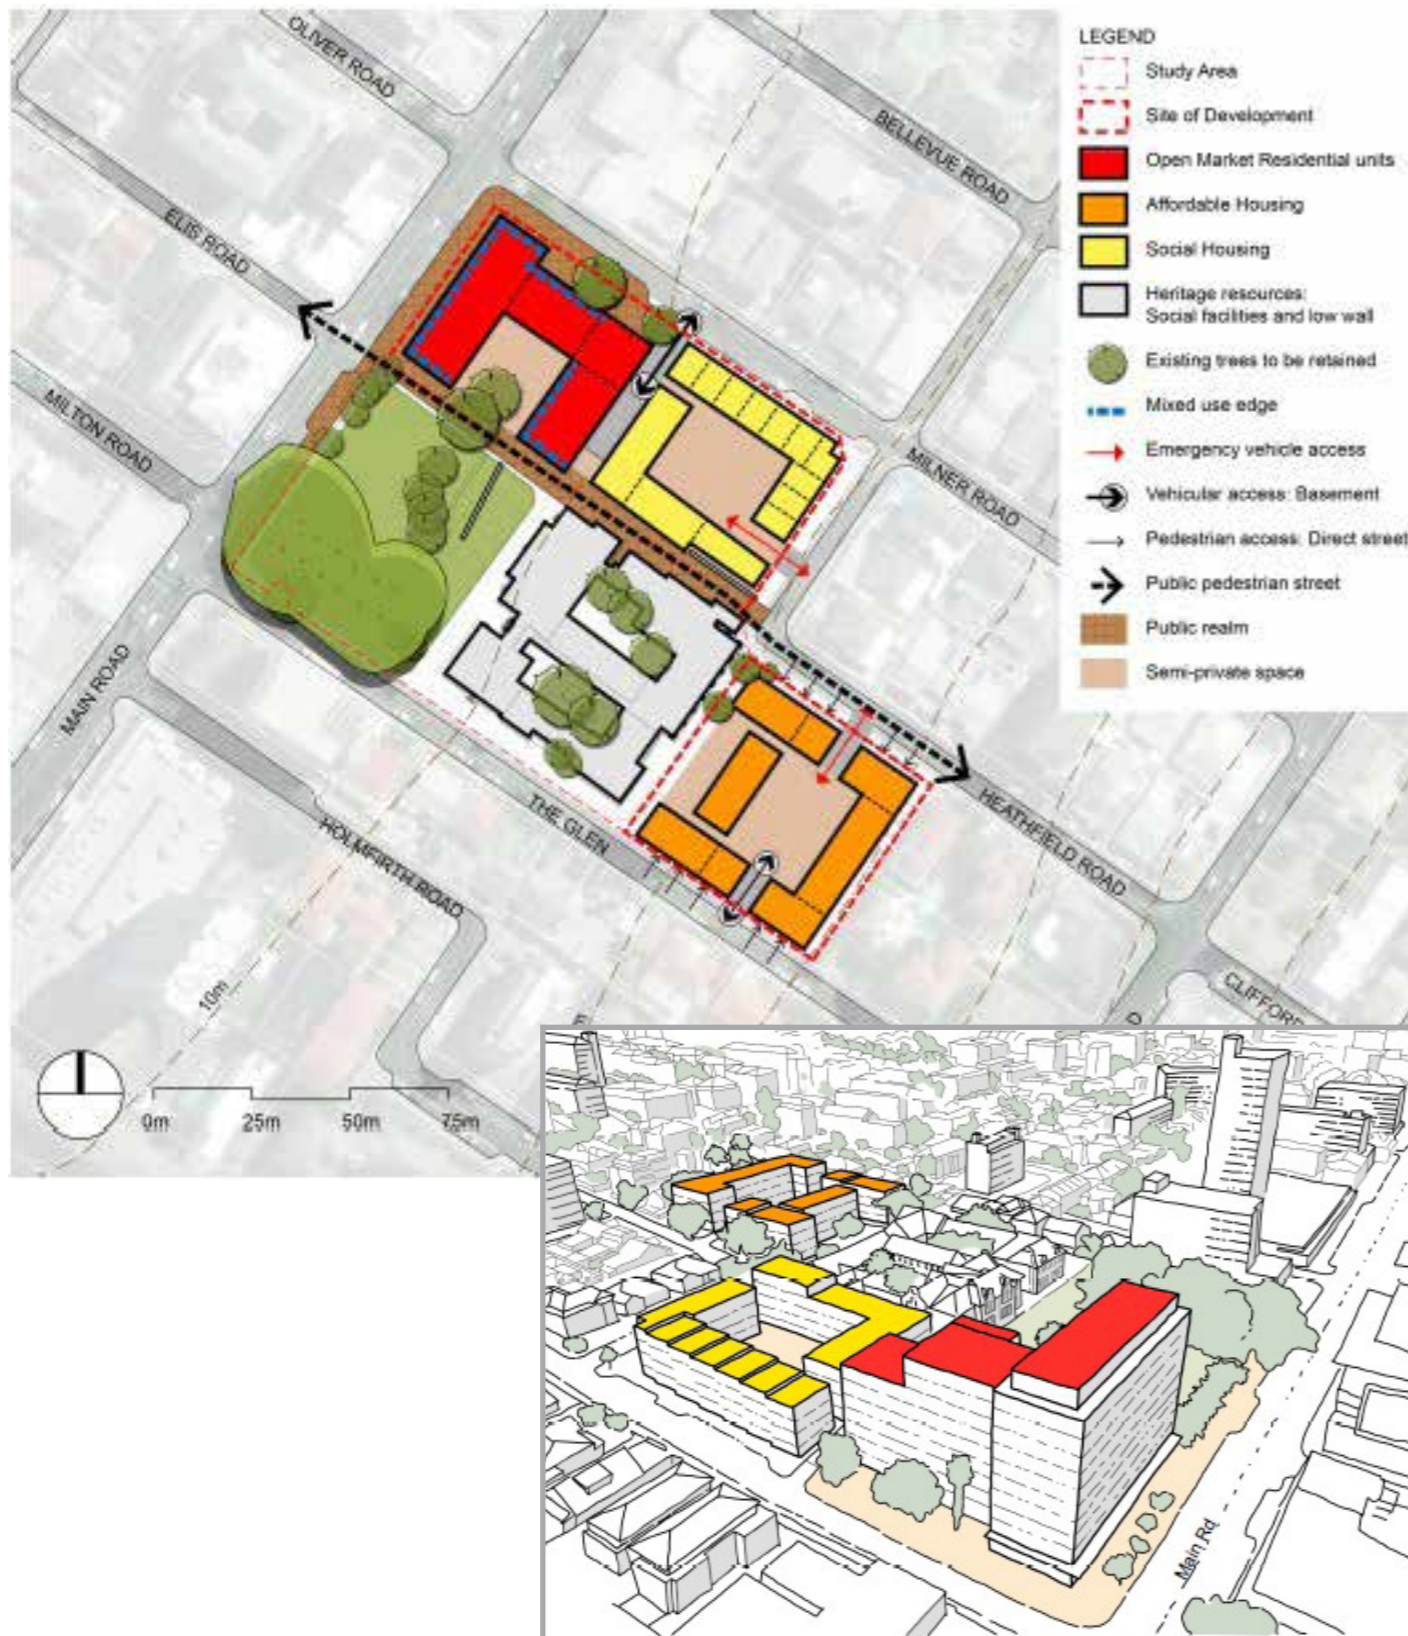 OLIVER ROAD
BELLEVUE ROAD
ELIS ROAD
MILTON ROAD
MILNER ROAD
MAIN ROAD
THE GLEN
HOLMFIRTH ROAD
HEATHFIELD ROAD
CLIFFORD
10m
0m 25m 50m 75m
LEGEND
Study Area
Site of Development
Open Market Residential units
Affordable Housing
Social Housing
Heritage resources:
Social facilities and low wall
Existing trees to be retained
Mixed use edge
Emergency vehicle access
Vehicular access: Basement
Pedestrian access: Direct street
Public pedestrian street
Public realm
Semi-private space
Main Rd